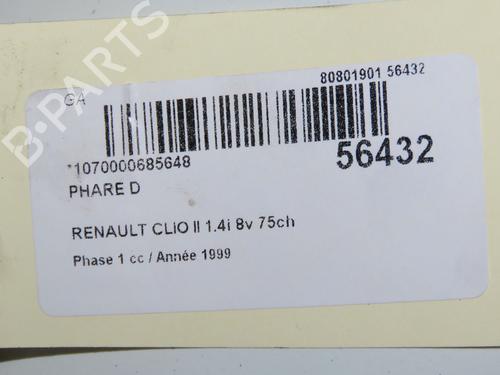 B-PARTS
GA
80801901 56432
*1070000685648
56432
PHARE D
RENAULT CLIO II 1.4i 8v 75ch
Phase 1 cc / Année 1999